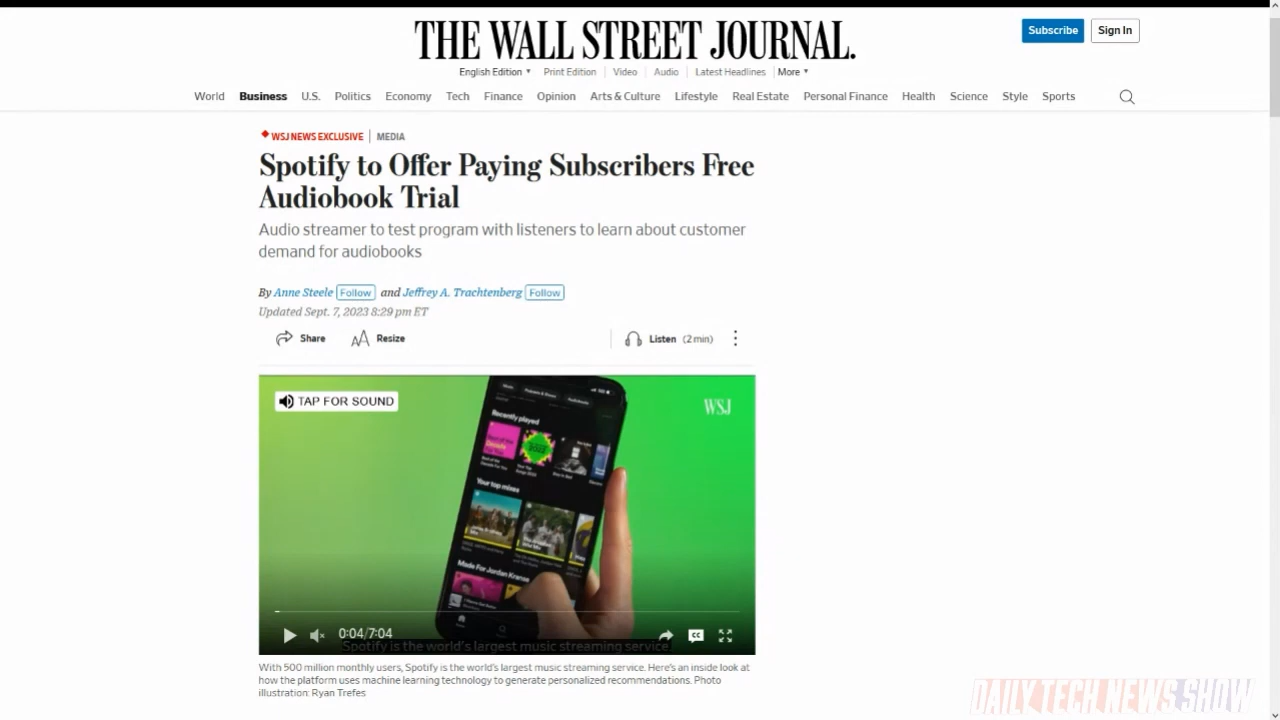 THE WALL STREET JOURNAL.
Subscribe
Sign In
English Edition
Print Edition
Video
Audio
Latest Headlines
More
World
Business
U.S.
Politics
Economy
Tech
Finance
Opinion
Arts & Culture
Lifestyle
Real Estate
Personal Finance
Health
Science
Style
Sports
WSJ NEWS EXCLUSIVE | MEDIA
Spotify to Offer Paying Subscribers Free
Audiobook Trial
Audio streamer to test program with listeners to learn about customer
demand for audiobooks
By Anne Steele Follow and Jeffrey A. Trachtenberg Follow
Updated Sept. 7, 2023 8:29 pm ET
Share
AA Resize
Listen (2 min)
TAP FOR SOUND
WSJ
Recently played
Your top mixes
Made For Jordan Kranse
0:04/7:04
CC
Spotify is the world's largest music streaming service.
With 500 million monthly users, Spotify is the world's largest music streaming service. Here's an inside look at
how the platform uses machine learning technology to generate personalized recommendations. Photo
illustration: Ryan Trefes
DAILY TECH NEWS SHOW